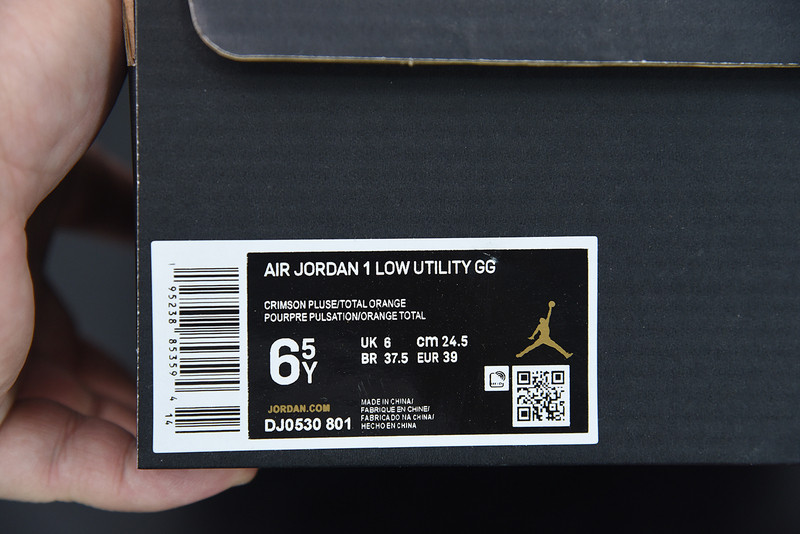 AIR JORDAN 1 LOW UTILITY GG
CRIMSON PLUSE/TOTAL ORANGE
POURPRE PULSATION/ORANGE TOTAL
6 5Y
UK 6 cm 24.5
BR 37.5 EUR 39
JORDAN.COM
DJ0530 801
MADE IN CHINA/
FABRIQUE EN CHINE/
FABRICADO NA CHINA/
HECHO EN CHINA
1 95238 85359 4 14